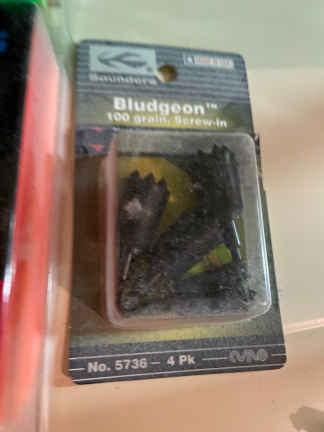 Saunders
Bludgeon™
100 grain, Screw-in
No. 5736 — 4 Pk